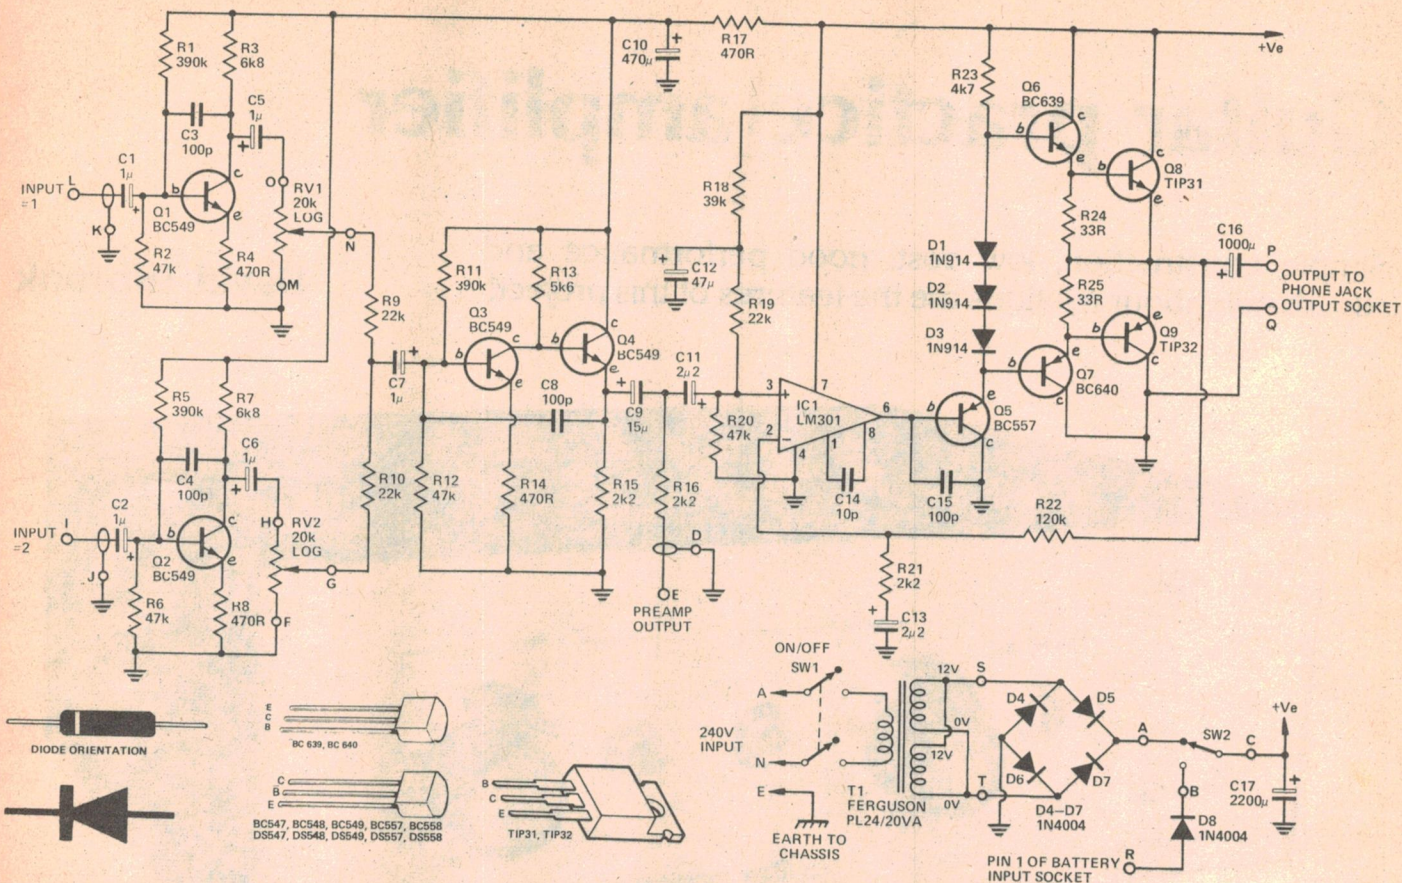 R1
390k
R3
6k8
C3
100p
C5
1µ
+
C1
1µ
+
INPUT
=1
L
K
b
c
e
Q1
BC549
R2
47k
R4
470R
O
RV1
20k
LOG
N
M
R5
390k
R7
6k8
C4
100p
C6
1µ
+
C2
1µ
+
INPUT
=2
I
J
b
c
e
Q2
BC549
R6
47k
R8
470R
H
RV2
20k
LOG
G
F
R9
22k
R10
22k
C7
1µ
+
R11
390k
R13
5k6
Q3
BC549
b
c
e
b
c
e
Q4
BC549
C8
100p
R12
47k
R14
470R
R15
2k2
C9
15µ
+
R16
2k2
D
E
PREAMP
OUTPUT
C10
470µ
+
R17
470R
R18
39k
C12
47µ
+
R19
22k
C11
2µ2
+
R20
47k
3
+
2
−
IC1
LM301
7
6
4
1
8
C14
10p
C15
100p
R21
2k2
C13
2µ2
+
R22
120k
R23
4k7
D1
1N914
D2
1N914
D3
1N914
b
e
c
Q5
BC557
Q6
BC639
b
c
e
b
c
e
Q8
TIP31
R24
33R
R25
33R
b
e
c
Q7
BC640
b
e
c
Q9
TIP32
+Ve
C16
1000µ
+
P
OUTPUT TO
PHONE JACK
OUTPUT SOCKET
Q
DIODE ORIENTATION
E
C
B
BC 639, BC 640
C
B
E
BC547, BC548, BC549, BC557, BC558
DS547, DS548, DS549, DS557, DS558
B
C
E
TIP31, TIP32
ON/OFF
SW1
A
240V
INPUT
N
E
EARTH TO
CHASSIS
12V
0V
12V
0V
T1
FERGUSON
PL24/20VA
S
T
D4
D5
D6
D7
D4–D7
1N4004
A
SW2
C
B
D8
1N4004
+Ve
+
C17
2200µ
PIN 1 OF BATTERY
INPUT SOCKET
R